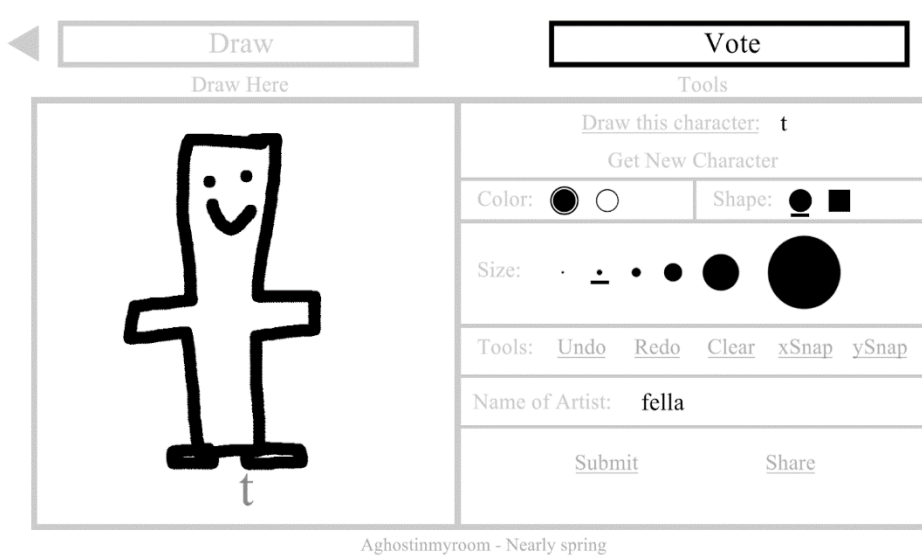 Draw
Vote
Draw Here
Tools
Draw this character: t
Get New Character
Color:
Shape:
Size:
Tools: Undo Redo Clear xSnap ySnap
Name of Artist: fella
Submit
Share
t
Aghostinmyroom - Nearly spring